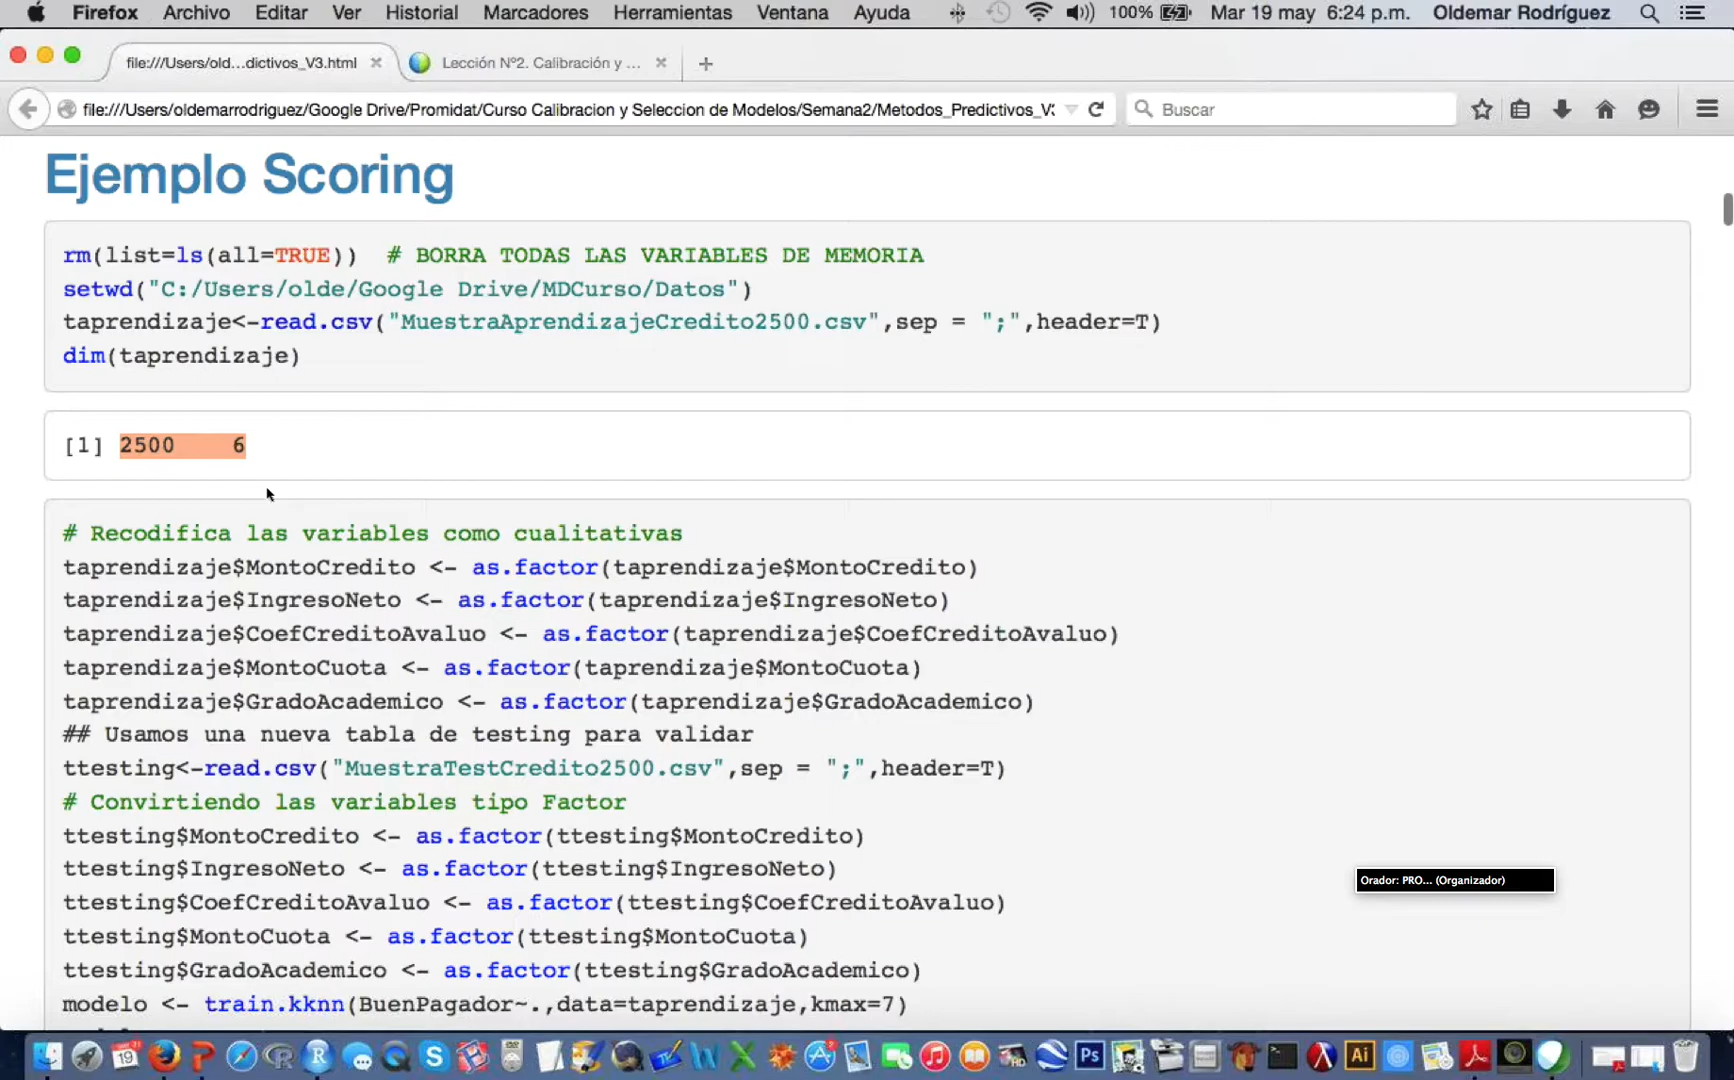 Firefox Archivo Editar Ver Historial Marcadores Herramientas Ventana Ayuda 100% Mar 19 may 6:24 p.m. Oldemar Rodríguez
file:///Users/old...dictivos_V3.html Lección Nº2. Calibración y ...
file:///Users/oldemarrodriguez/Google Drive/Promidat/Curso Calibracion y Seleccion de Modelos/Semana2/Metodos_Predictivos_V: Buscar
Ejemplo Scoring
rm(list=ls(all=TRUE)) # BORRA TODAS LAS VARIABLES DE MEMORIA
setwd("C:/Users/olde/Google Drive/MDCurso/Datos")
taprendizaje<-read.csv("MuestraAprendizajeCredito2500.csv",sep = ";",header=T)
dim(taprendizaje)
[1] 2500 6
# Recodifica las variables como cualitativas
taprendizaje$MontoCredito <- as.factor(taprendizaje$MontoCredito)
taprendizaje$IngresoNeto <- as.factor(taprendizaje$IngresoNeto)
taprendizaje$CoefCreditoAvaluo <- as.factor(taprendizaje$CoefCreditoAvaluo)
taprendizaje$MontoCuota <- as.factor(taprendizaje$MontoCuota)
taprendizaje$GradoAcademico <- as.factor(taprendizaje$GradoAcademico)
## Usamos una nueva tabla de testing para validar
ttesting<-read.csv("MuestraTestCredito2500.csv",sep = ";",header=T)
# Convirtiendo las variables tipo Factor
ttesting$MontoCredito <- as.factor(ttesting$MontoCredito)
ttesting$IngresoNeto <- as.factor(ttesting$IngresoNeto)
Orador: PRO... (Organizador)
ttesting$CoefCreditoAvaluo <- as.factor(ttesting$CoefCreditoAvaluo)
ttesting$MontoCuota <- as.factor(ttesting$MontoCuota)
ttesting$GradoAcademico <- as.factor(ttesting$GradoAcademico)
modelo <- train.kknn(BuenPagador~.,data=taprendizaje,kmax=7)
19 Ps Ai